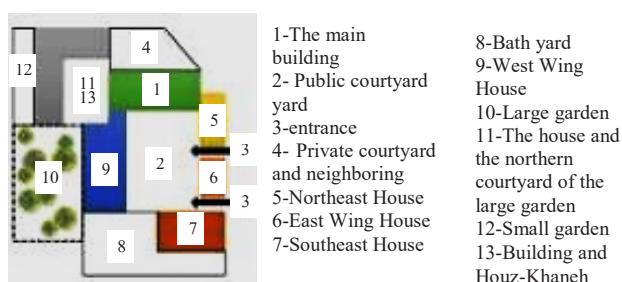 4
12
11
13
1
5
3
10
9
2
6
3
7
8
1-The main
building
2- Public courtyard
yard
3-entrance
4- Private courtyard
and neighboring
5-Northeast House
6-East Wing House
7-Southeast House
8-Bath yard
9-West Wing
House
10-Large garden
11-The house and
the northern
courtyard of the
large garden
12-Small garden
13-Building and
Houz-Khaneh